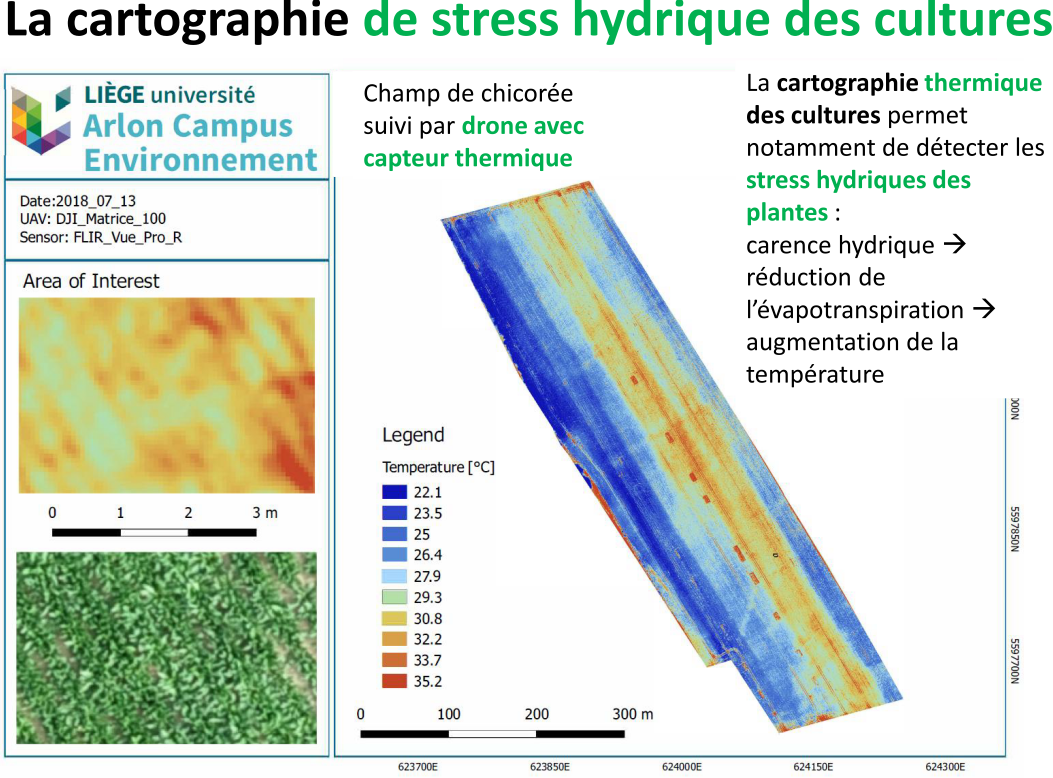 La cartographie de stress hydrique des cultures
LIÈGE université
Arlon Campus
Environnement
Date:2018_07_13
UAV: DJI_Matrice_100
Sensor: FLIR_Vue_Pro_R
Area of Interest
0 1 2 3 m
Champ de chicorée
suivi par drone avec
capteur thermique
La cartographie thermique
des cultures permet
notamment de détecter les
stress hydriques des
plantes :
carence hydrique →
réduction de
l’évapotranspiration →
augmentation de la
température
Legend
Temperature [°C]
22.1
23.5
25
26.4
27.9
29.3
30.8
32.2
33.7
35.2
0 100 200 300 m
5597850N
5597700N
623700E 623850E 624000E 624150E 624300E